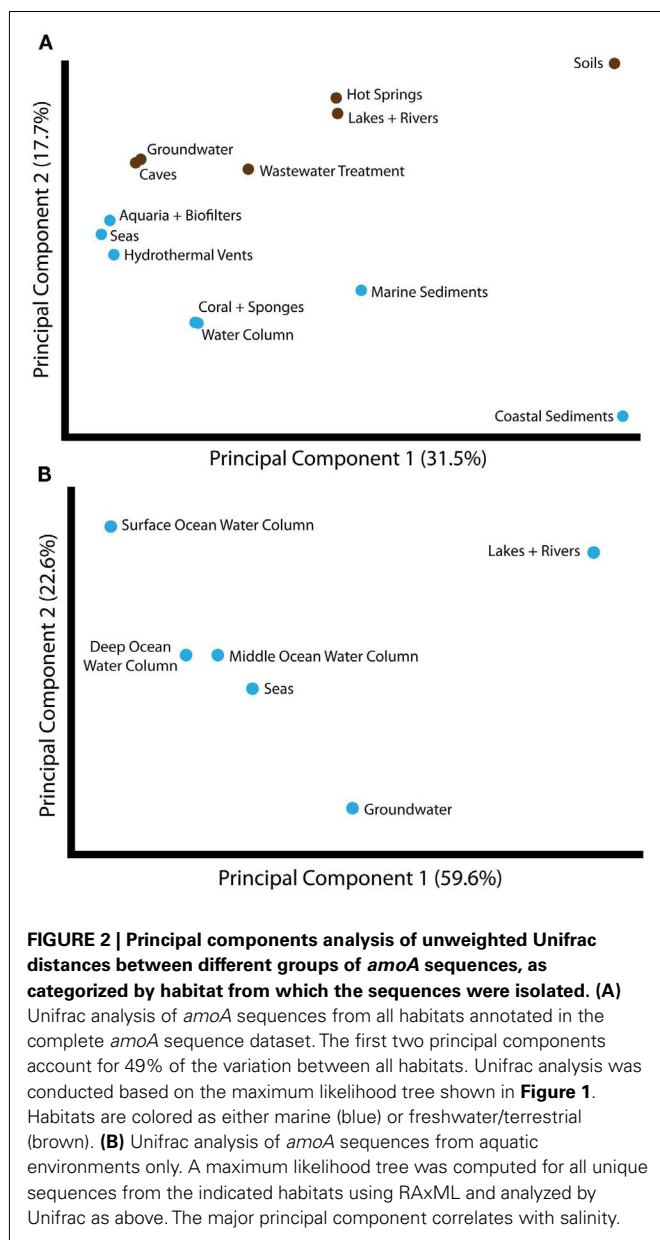 A
Principal Component 2 (17.7%)
Soils
Hot Springs
Lakes + Rivers
Groundwater
Caves
Wastewater Treatment
Aquaria + Biofilters
Seas
Hydrothermal Vents
Marine Sediments
Coral + Sponges
Water Column
Coastal Sediments
Principal Component 1 (31.5%)
B
Principal Component 2 (22.6%)
Surface Ocean Water Column
Lakes + Rivers
Deep Ocean
Water Column
Middle Ocean Water Column
Seas
Groundwater
Principal Component 1 (59.6%)
FIGURE 2 | Principal components analysis of unweighted Unifrac
distances between different groups of amoA sequences, as
categorized by habitat from which the sequences were isolated. (A)
Unifrac analysis of amoA sequences from all habitats annotated in the
complete amoA sequence dataset. The first two principal components
account for 49% of the variation between all habitats. Unifrac analysis was
conducted based on the maximum likelihood tree shown in Figure 1.
Habitats are colored as either marine (blue) or freshwater/terrestrial
(brown). (B) Unifrac analysis of amoA sequences from aquatic
environments only. A maximum likelihood tree was computed for all unique
sequences from the indicated habitats using RAxML and analyzed by
Unifrac as above. The major principal component correlates with salinity.